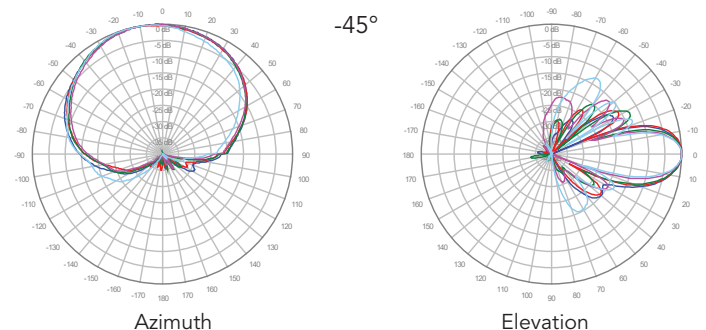 -45°
0
-10 10
-20 20
-30 30
-40 40
-50 50
-60 60
-70 70
-80 80
-90 90
-100 100
-110 110
-120 120
-130 130
-140 140
-150 150
-160 160
-170 180 170
0 dB
-5 dB
-10 dB
-15 dB
-20 dB
-25 dB
-30 dB
-35 dB
Azimuth
-90
-100 -80
-110 -70
-120 -60
-130 -50
-140 -40
-150 -30
-160 -20
-170 -10
180 0
170 10
160 20
150 30
140 40
130 50
120 60
110 70
100 90 80
0 dB
-5 dB
-10 dB
-15 dB
-20 dB
-25 dB
-30 dB
Elevation